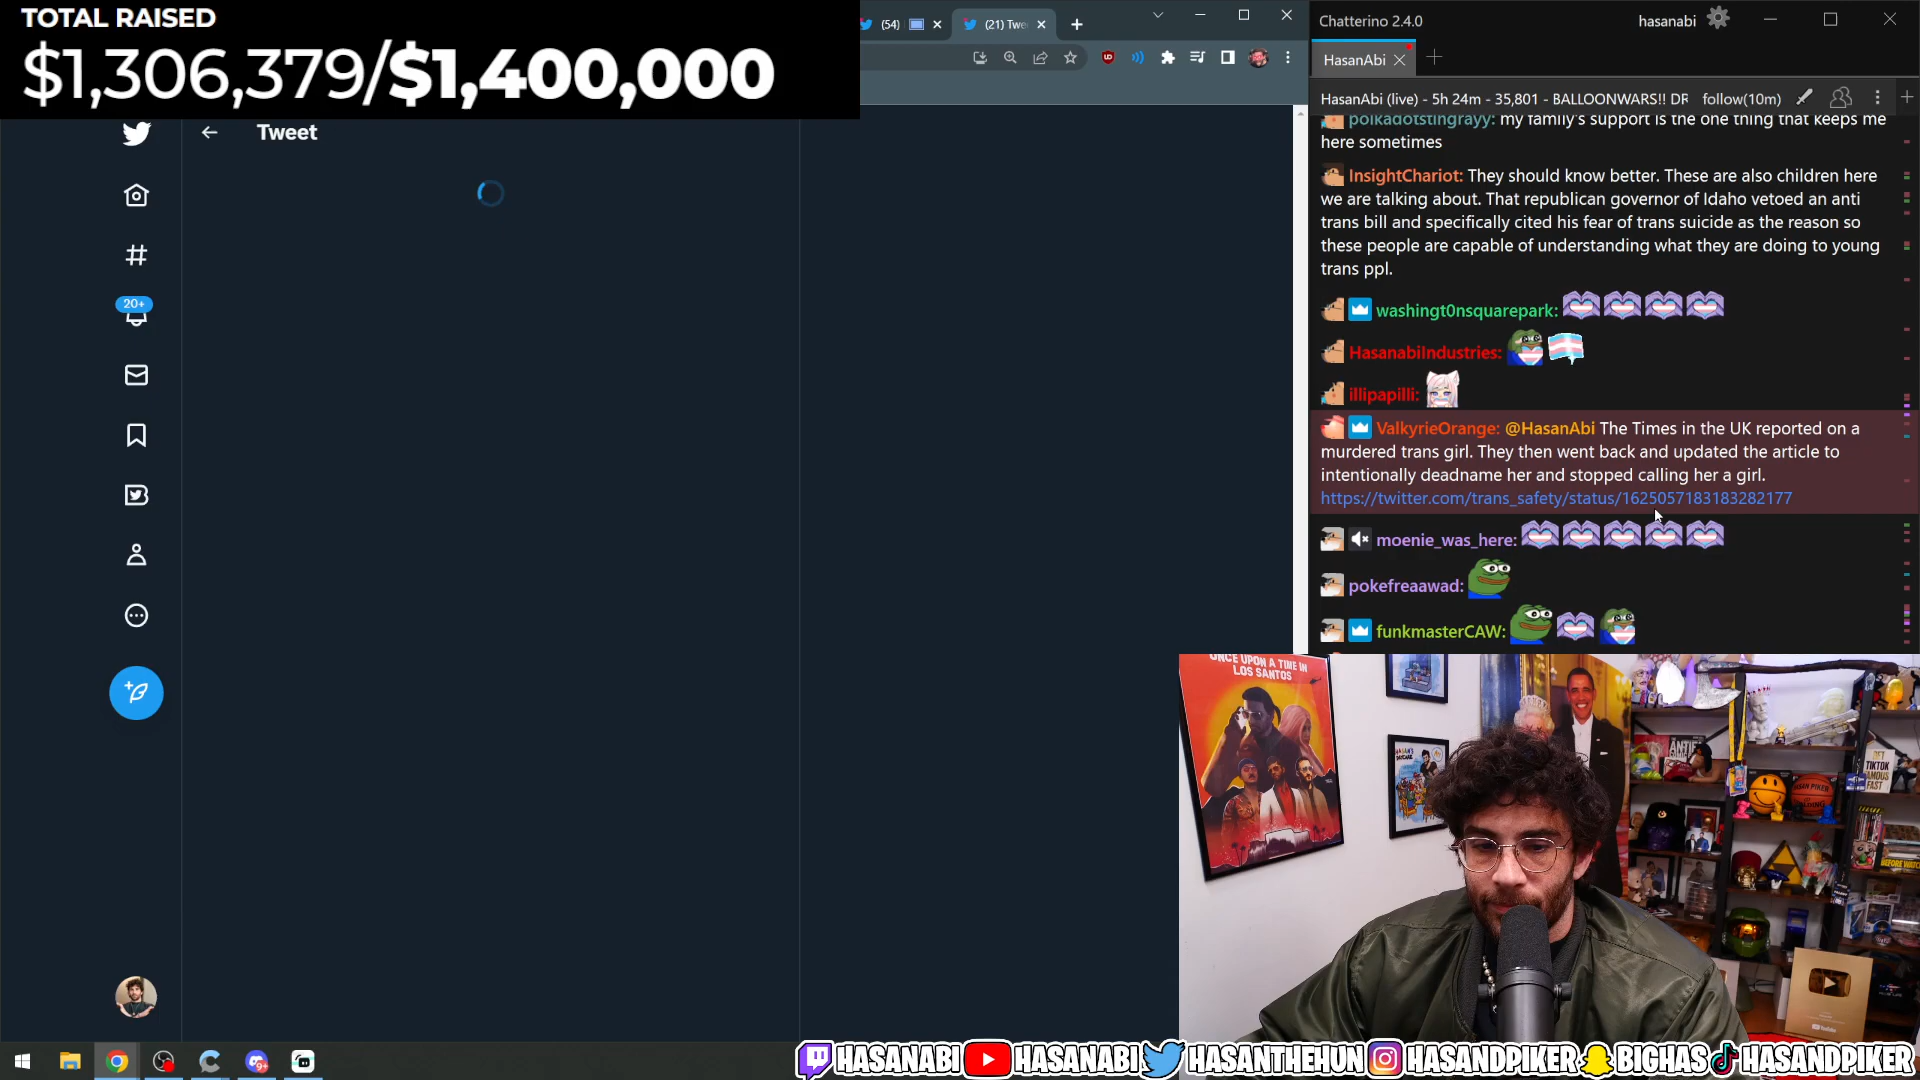 TOTAL RAISED
$1,306,379/$1,400,000
(54)
(21) Twe
Chatterino 2.4.0
hasanabi
HasanAbi
HasanAbi (live) - 5h 24m - 35,801 - BALLOONWARS!! DR
follow(10m)
Tweet
20+
polkadotstingrayy: my family's support is the one thing that keeps me
here sometimes
InsightChariot: They should know better. These are also children here
we are talking about. That republican governor of Idaho vetoed an anti
trans bill and specifically cited his fear of trans suicide as the reason so
these people are capable of understanding what they are doing to young
trans ppl.
washingt0nsquarepark:
HasanabiIndustries:
illipapilli:
ValkyrieOrange: @HasanAbi The Times in the UK reported on a
murdered trans girl. They then went back and updated the article to
intentionally deadname her and stopped calling her a girl.
https://twitter.com/trans_safety/status/1625057183183282177
moenie_was_here:
pokefreaawad:
funkmasterCAW:
ONCE UPON A TIME IN
LOS SANTOS
HASANABI
HASANABI
HASANTHEHUN
HASANDPIKER
BIGHAS
HASANDPIKER